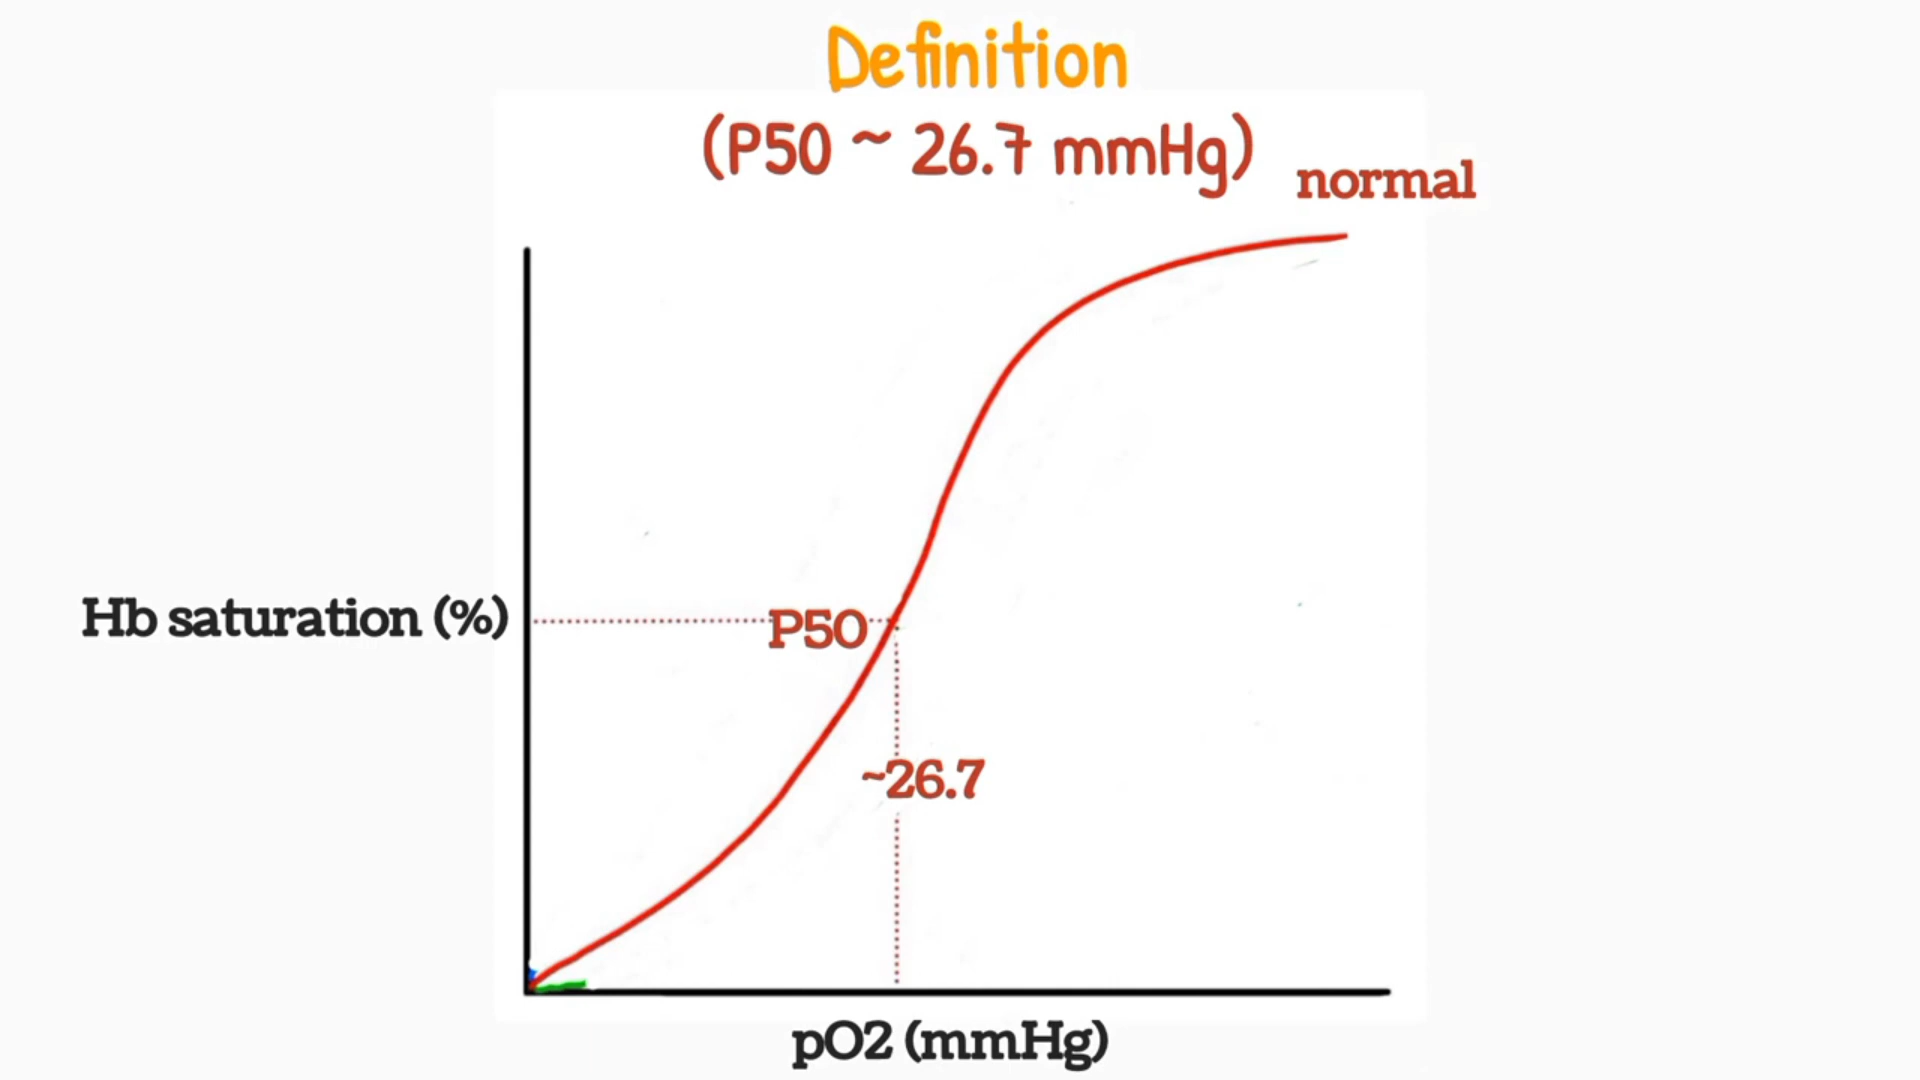 Definition
(P50 ~ 26.7 mmHg)
normal
Hb saturation (%)
P50
~26.7
pO2 (mmHg)